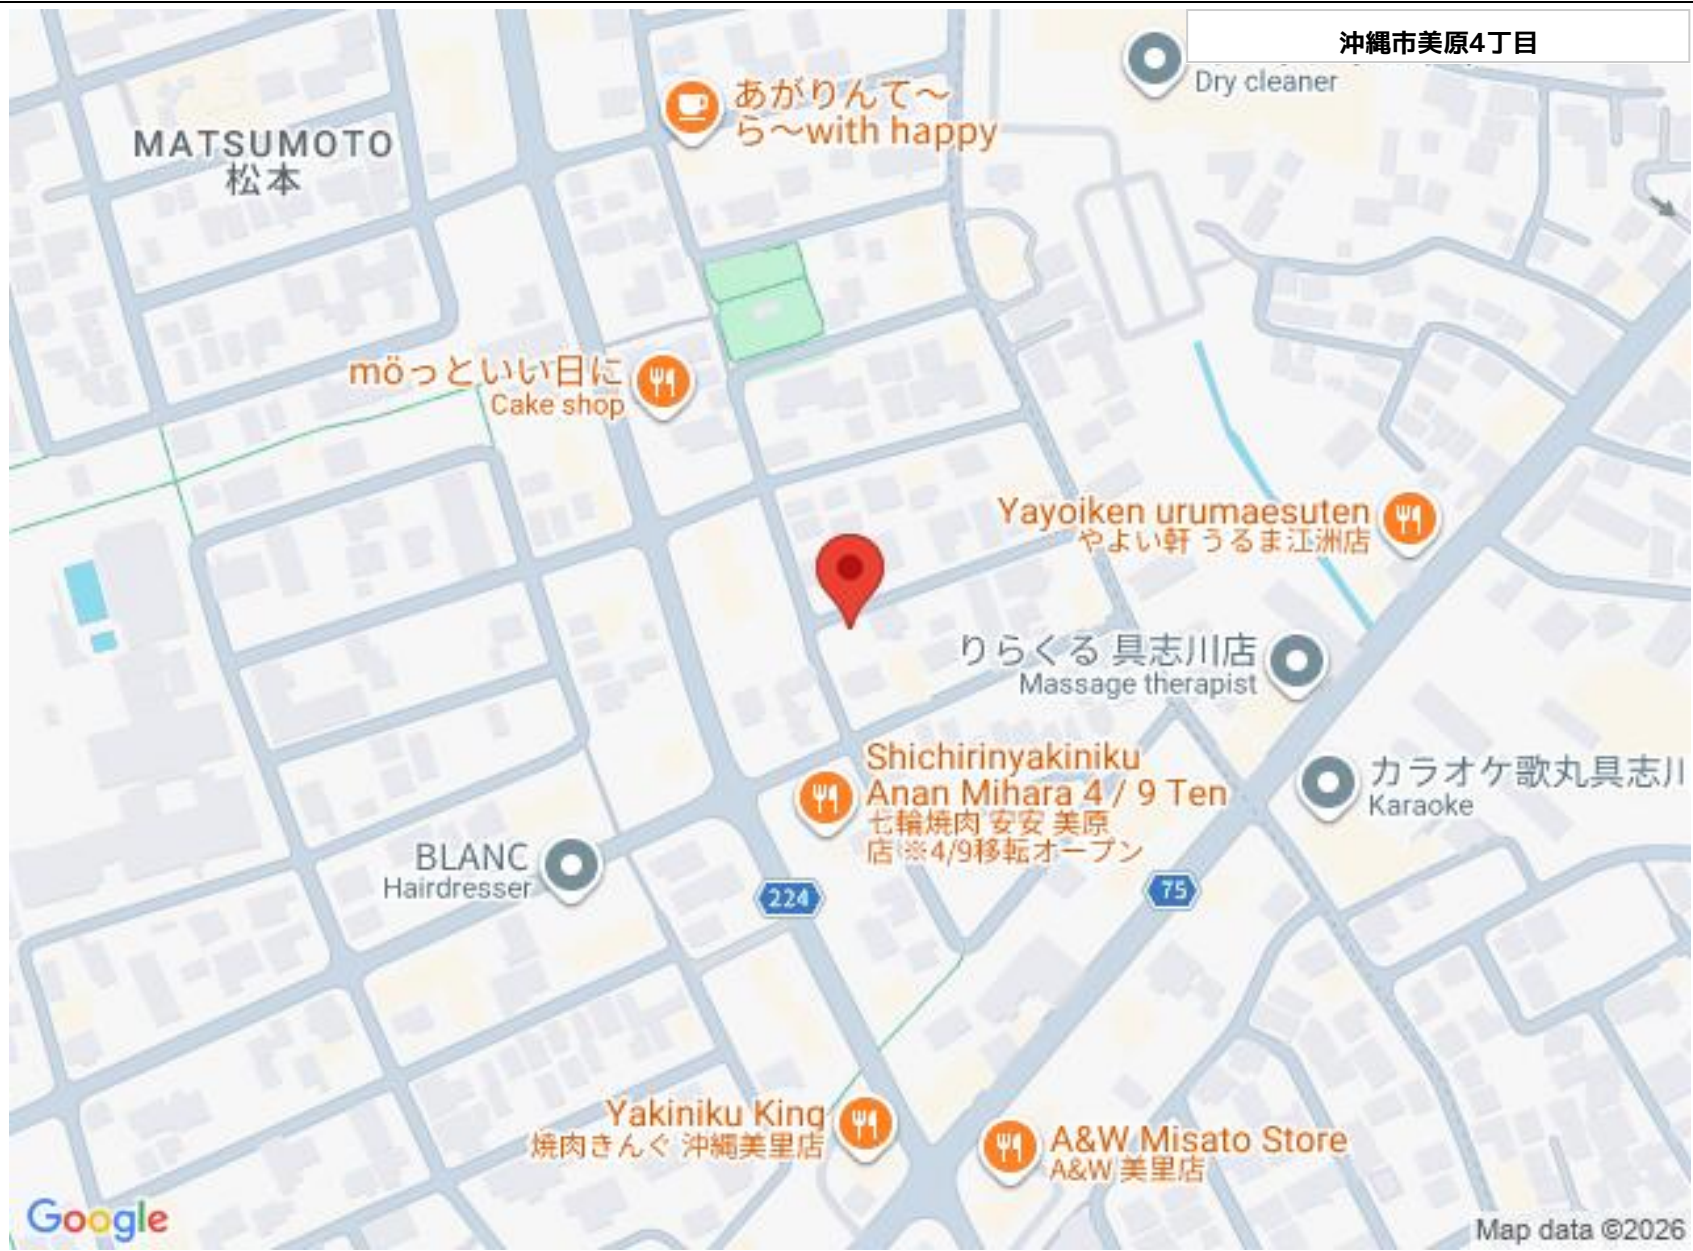 沖縄市美原4丁目
Dry cleaner
あがりんて～
ら～with happy
MATSUMOTO
松本
möっといい日に
Cake shop
Yayoiken urumaesuten
やよい軒 うるま江洲店
りらくる 具志川店
Massage therapist
Shichirinyakiniku
Anan Mihara 4 / 9 Ten
七輪焼肉 安安 美原
店 ※4/9移転オープン
カラオケ歌丸具志川
Karaoke
BLANC
Hairdresser
224
75
Yakiniku King
焼肉きんぐ 沖縄美里店
A&W Misato Store
A&W 美里店
Google
Map data ©2026